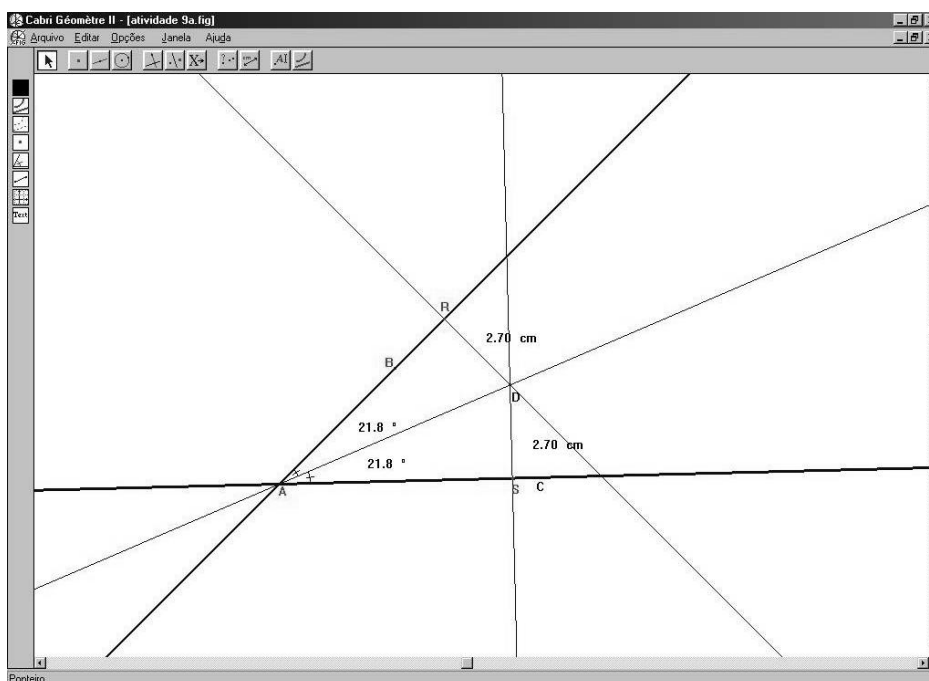 Cabri Géomètre II - [atividade 9a.fig]
Arquivo Editar Opções Janela Ajuda
Text
R
2.70 cm
B
D
21.8 °
2.70 cm
21.8 °
A
S
C
Ponteiro